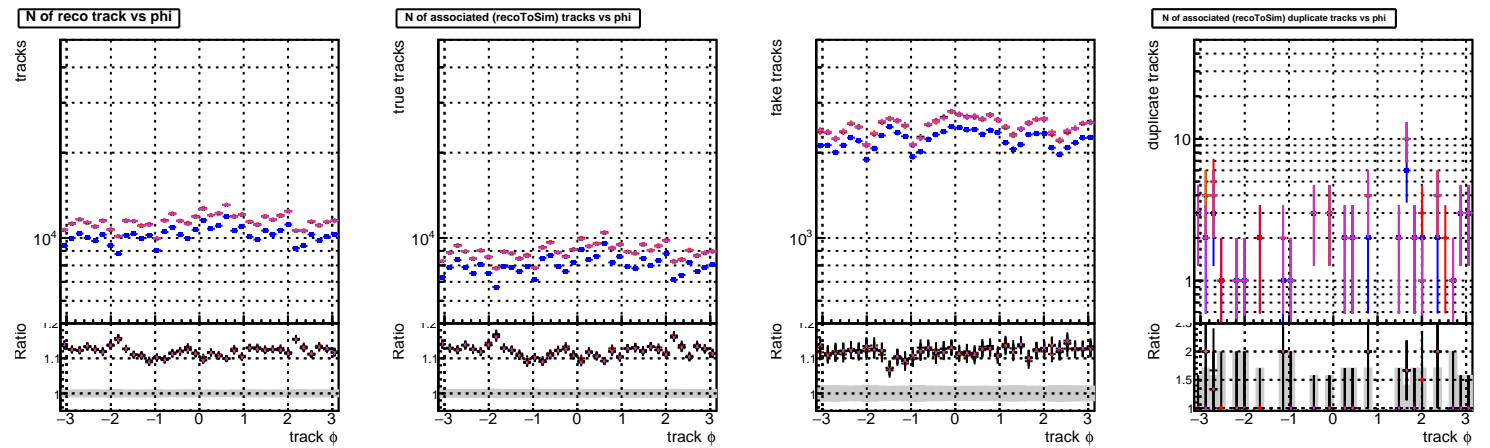 N of reco track vs phi
N of associated (recoToSim) tracks vs phi
N of associated (recoToSim) duplicate tracks vs phi
tracks
10⁴
Ratio
1.2
1.1
1
−3 −2 −1 0 1 2 3
track ϕ
true tracks
10⁴
Ratio
1.2
1.1
1
−3 −2 −1 0 1 2 3
track ϕ
fake tracks
10³
Ratio
1.2
1.1
1
−3 −2 −1 0 1 2 3
track ϕ
duplicate tracks
10
1
Ratio
2.5
2
1.5
1
−3 −2 −1 0 1 2 3
track ϕ